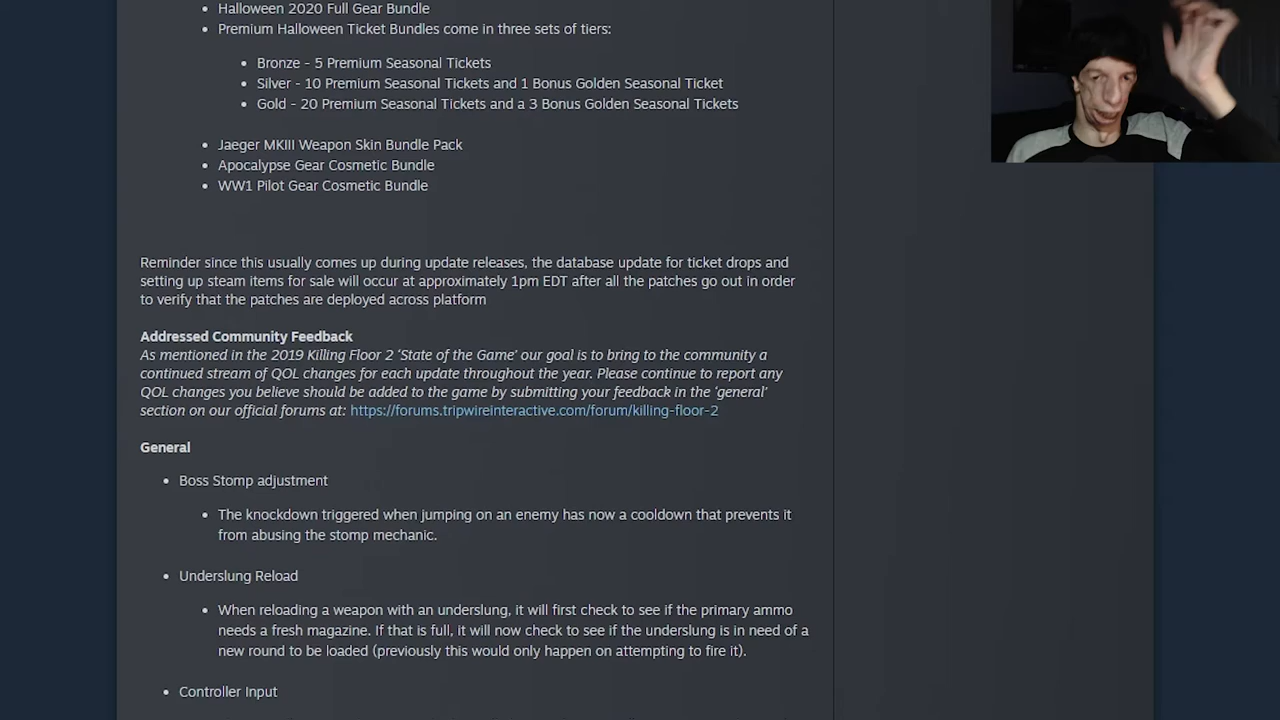 Halloween 2020 Full Gear Bundle
Premium Halloween Ticket Bundles come in three sets of tiers:
Bronze - 5 Premium Seasonal Tickets
Silver - 10 Premium Seasonal Tickets and 1 Bonus Golden Seasonal Ticket
Gold - 20 Premium Seasonal Tickets and a 3 Bonus Golden Seasonal Tickets
Jaeger MKIII Weapon Skin Bundle Pack
Apocalypse Gear Cosmetic Bundle
WW1 Pilot Gear Cosmetic Bundle
Reminder since this usually comes up during update releases, the database update for ticket drops and
setting up steam items for sale will occur at approximately 1pm EDT after all the patches go out in order
to verify that the patches are deployed across platform
Addressed Community Feedback
As mentioned in the 2019 Killing Floor 2 'State of the Game' our goal is to bring to the community a
continued stream of QOL changes for each update throughout the year. Please continue to report any
QOL changes you believe should be added to the game by submitting your feedback in the 'general'
section on our official forums at: https://forums.tripwireinteractive.com/forum/killing-floor-2
General
Boss Stomp adjustment
The knockdown triggered when jumping on an enemy has now a cooldown that prevents it
from abusing the stomp mechanic.
Underslung Reload
When reloading a weapon with an underslung, it will first check to see if the primary ammo
needs a fresh magazine. If that is full, it will now check to see if the underslung is in need of a
new round to be loaded (previously this would only happen on attempting to fire it).
Controller Input